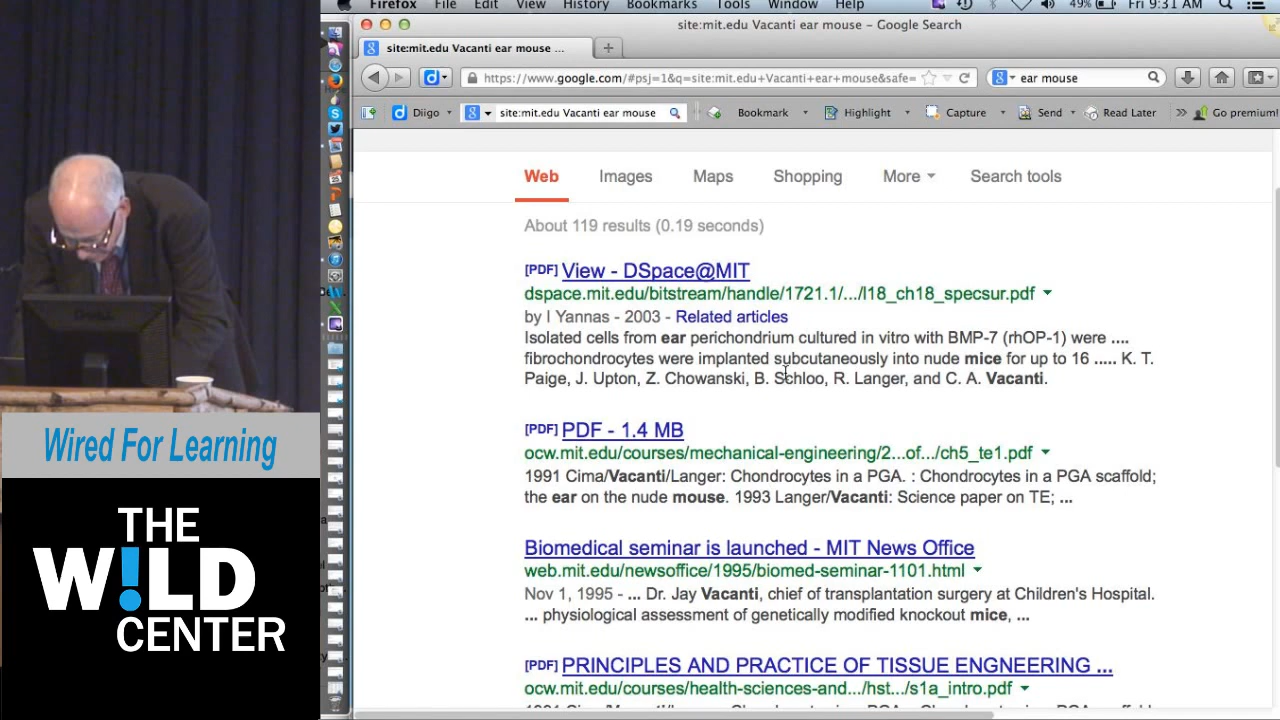 Firefox File Edit View History Bookmarks Tools Window Help 49% Fri 9:31 AM
site:mit.edu Vacanti ear mouse – Google Search
site:mit.edu Vacanti ear mouse ...
https://www.google.com/#psj=1&q=site:mit.edu+Vacanti+ear+mouse&safe= ear mouse
Diigo site:mit.edu Vacanti ear mouse Bookmark Highlight Capture Send Read Later Go premium!
Web Images Maps Shopping More Search tools
About 119 results (0.19 seconds)
[PDF] View - DSpace@MIT
dspace.mit.edu/bitstream/handle/1721.1/.../l18_ch18_specsur.pdf
by I Yannas - 2003 - Related articles
Isolated cells from ear perichondrium cultured in vitro with BMP-7 (rhOP-1) were ....
fibrochondrocytes were implanted subcutaneously into nude mice for up to 16 ..... K. T.
Paige, J. Upton, Z. Chowanski, B. Schloo, R. Langer, and C. A. Vacanti.
[PDF] PDF - 1.4 MB
ocw.mit.edu/courses/mechanical-engineering/2...of.../ch5_te1.pdf
1991 Cima/Vacanti/Langer: Chondrocytes in a PGA. : Chondrocytes in a PGA scaffold;
the ear on the nude mouse. 1993 Langer/Vacanti: Science paper on TE; ...
Biomedical seminar is launched - MIT News Office
web.mit.edu/newsoffice/1995/biomed-seminar-1101.html
Nov 1, 1995 - ... Dr. Jay Vacanti, chief of transplantation surgery at Children's Hospital.
... physiological assessment of genetically modified knockout mice, ...
[PDF] PRINCIPLES AND PRACTICE OF TISSUE ENGNEERING ...
ocw.mit.edu/courses/health-sciences-and.../hst.../s1a_intro.pdf
DELL
Wired For Learning
THE
W!LD
CENTER